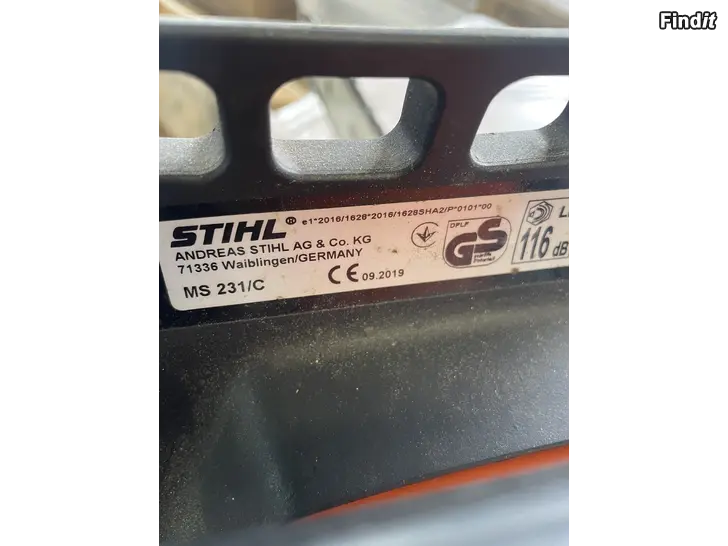 Findit
STIHL ® e1*2016/1628*2016/1628SHA2/P*0101*00
ANDREAS STIHL AG & Co. KG
71336 Waiblingen/GERMANY
MS 231/C
CE 09.2019
DPLF
GS
116 dB